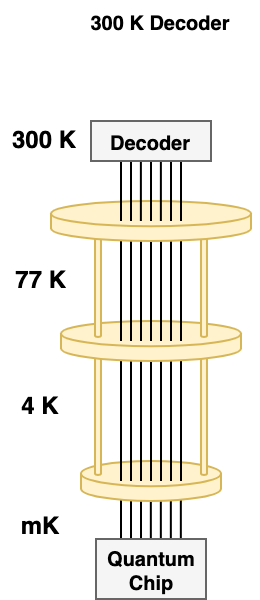 300 K Decoder
300 K
Decoder
77 K
4 K
mK
Quantum
Chip